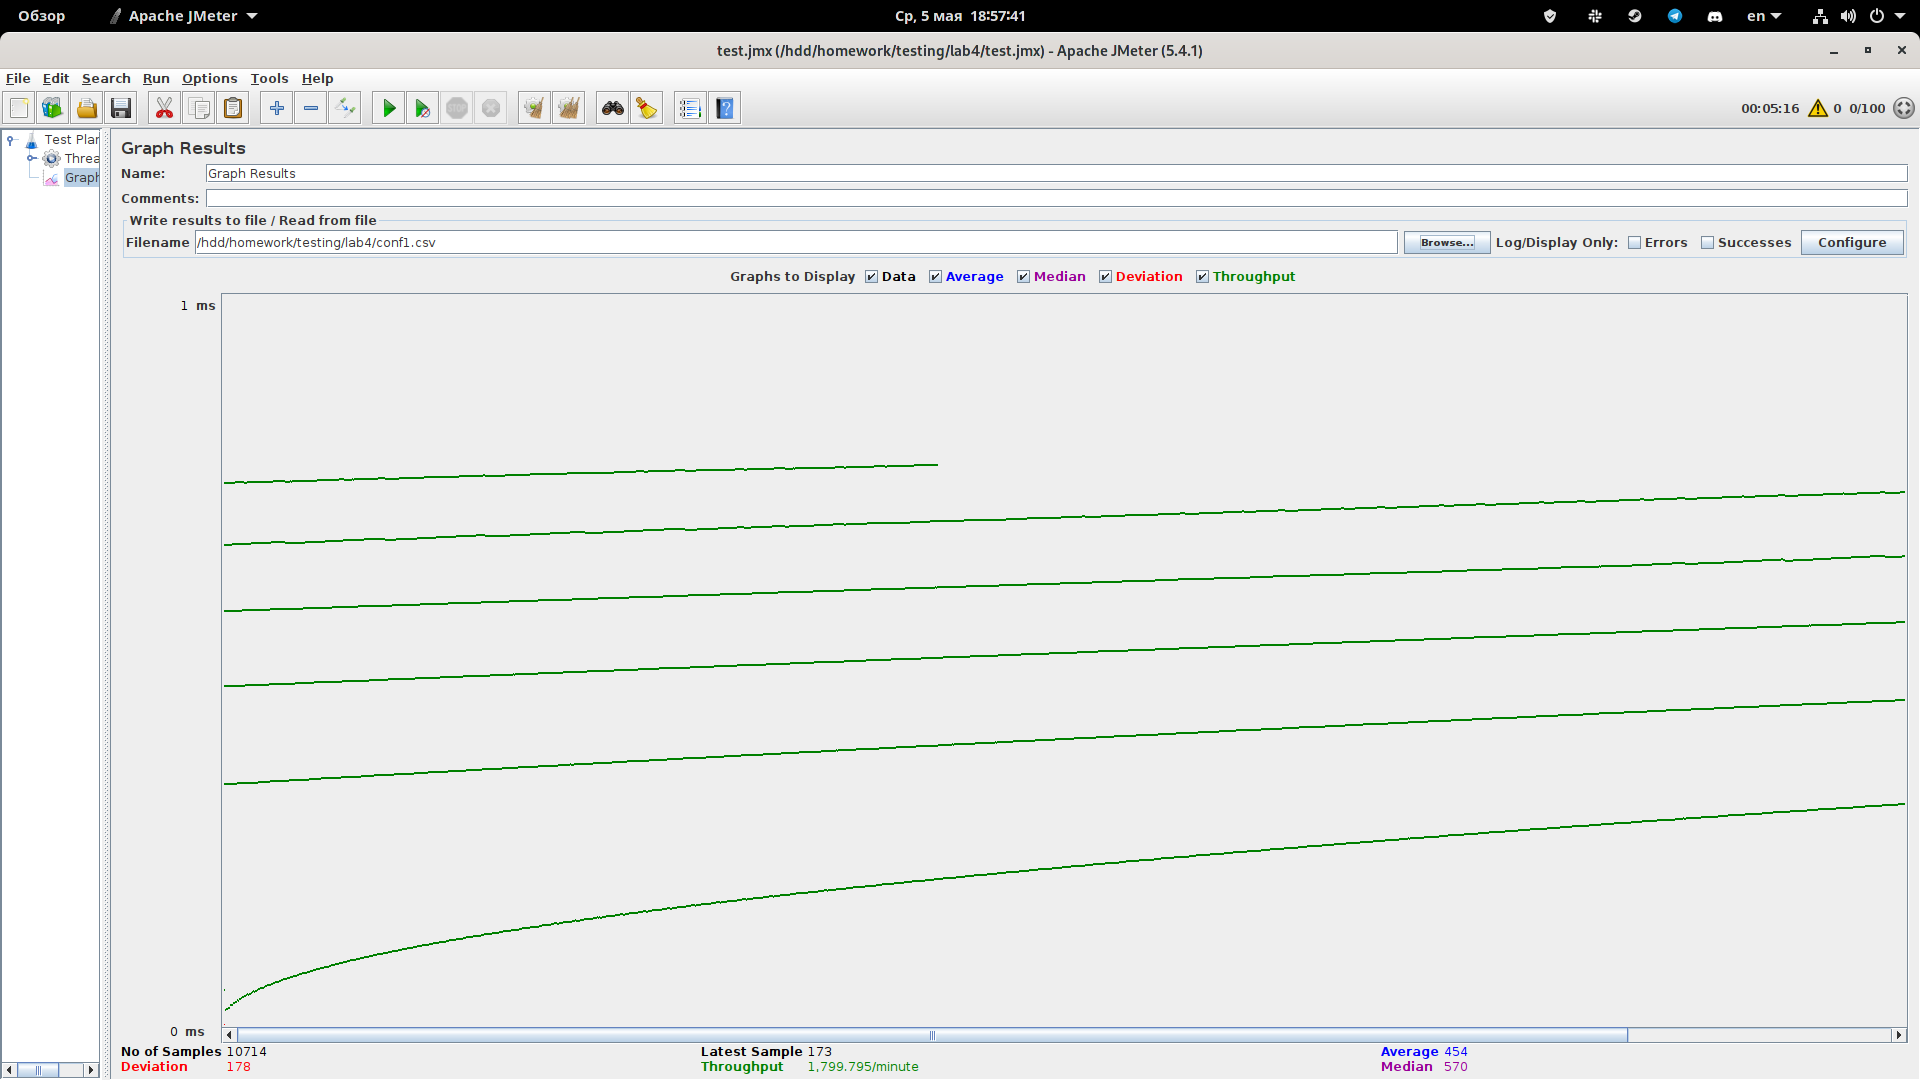 Обзор Apache JMeter Ср, 5 мая 18:57:41 en
test.jmx (/hdd/homework/testing/lab4/test.jmx) - Apache JMeter (5.4.1)
File Edit Search Run Options Tools Help
00:05:16 0 0/100
Test Plan
Threa
Graph
Graph Results
Name: Graph Results
Comments:
Write results to file / Read from file
Filename /hdd/homework/testing/lab4/conf1.csv Browse... Log/Display Only: Errors Successes Configure
Graphs to Display Data Average Median Deviation Throughput
1 ms
0 ms
No of Samples 10714 Latest Sample 173 Average 454
Deviation 178 Throughput 1,799.795/minute Median 570